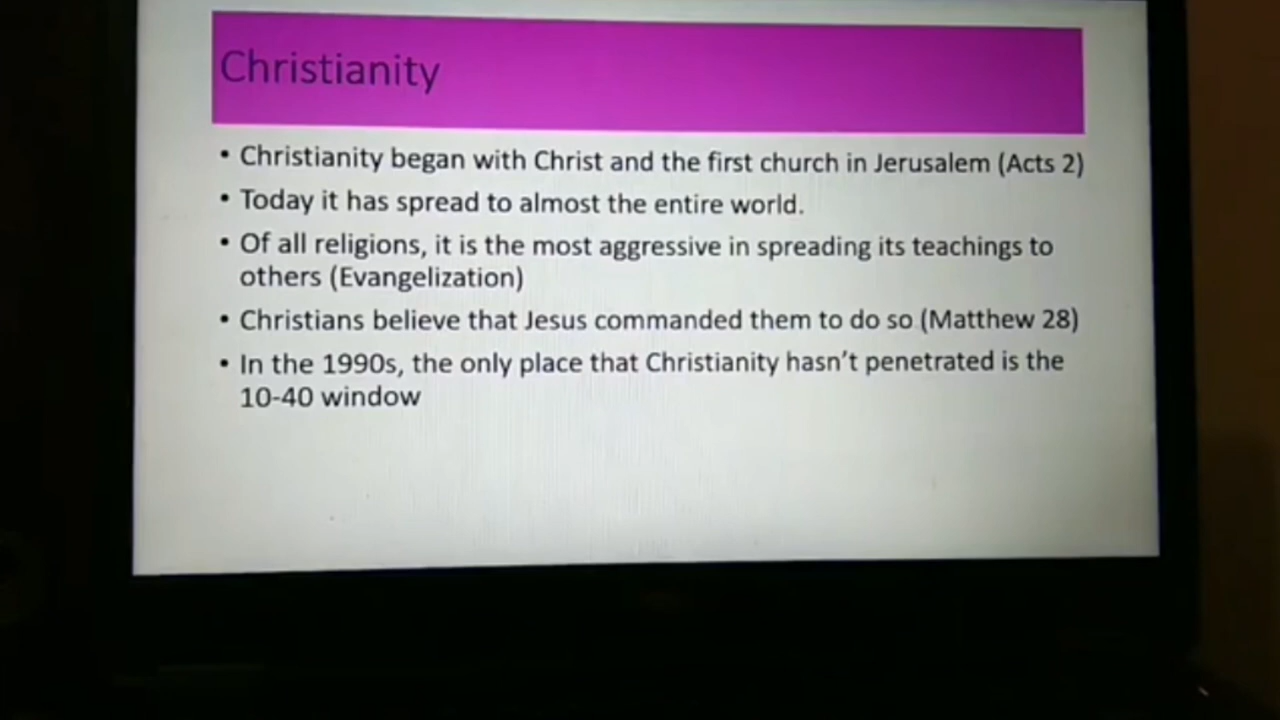 Christianity
• Christianity began with Christ and the first church in Jerusalem (Acts 2)
• Today it has spread to almost the entire world.
• Of all religions, it is the most aggressive in spreading its teachings to
others (Evangelization)
• Christians believe that Jesus commanded them to do so (Matthew 28)
• In the 1990s, the only place that Christianity hasn't penetrated is the
10-40 window